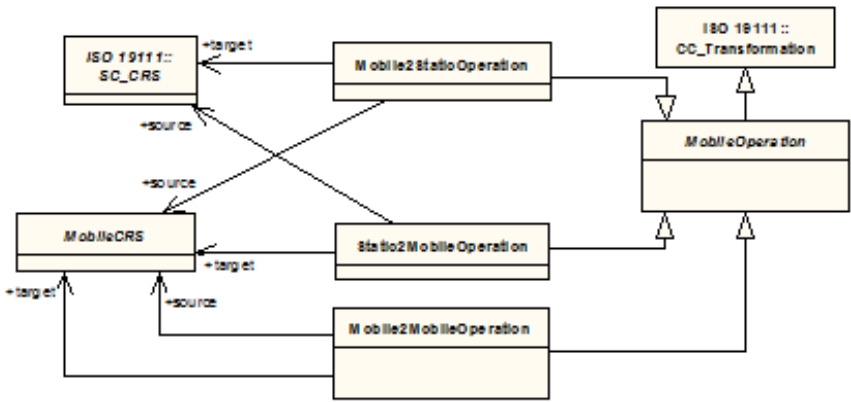 ISO 19111::
SC_CRS
+target
Mobile2StaticOperation
ISO 19111::
CC_Transformation
+source
MobileOperation
+source
MobileCRS
Static2MobileOperation
+target
+target
+source
Mobile2MobileOperation